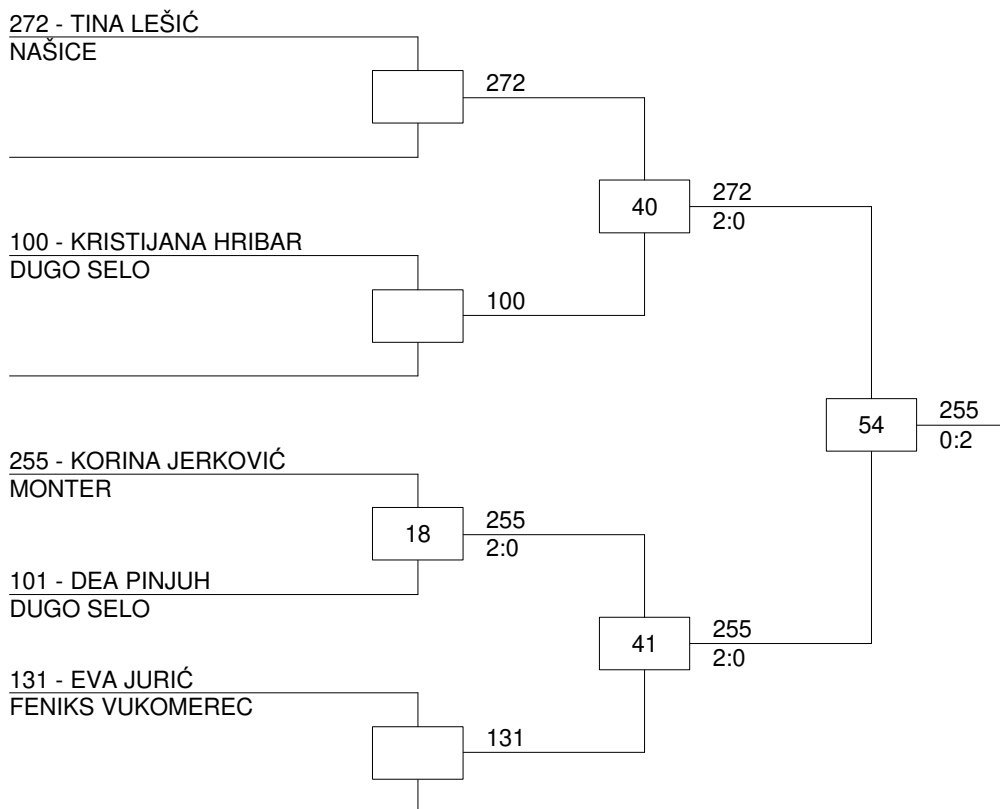 272 - TINA LEŠIĆ
NAŠICE
272
40
272
2:0
100 - KRISTIJANA HRIBAR
DUGO SELO
100
54
255
0:2
255 - KORINA JERKOVIĆ
MONTER
18
255
2:0
101 - DEA PINJUH
DUGO SELO
41
255
2:0
131 - EVA JURIĆ
FENIKS VUKOMEREC
131